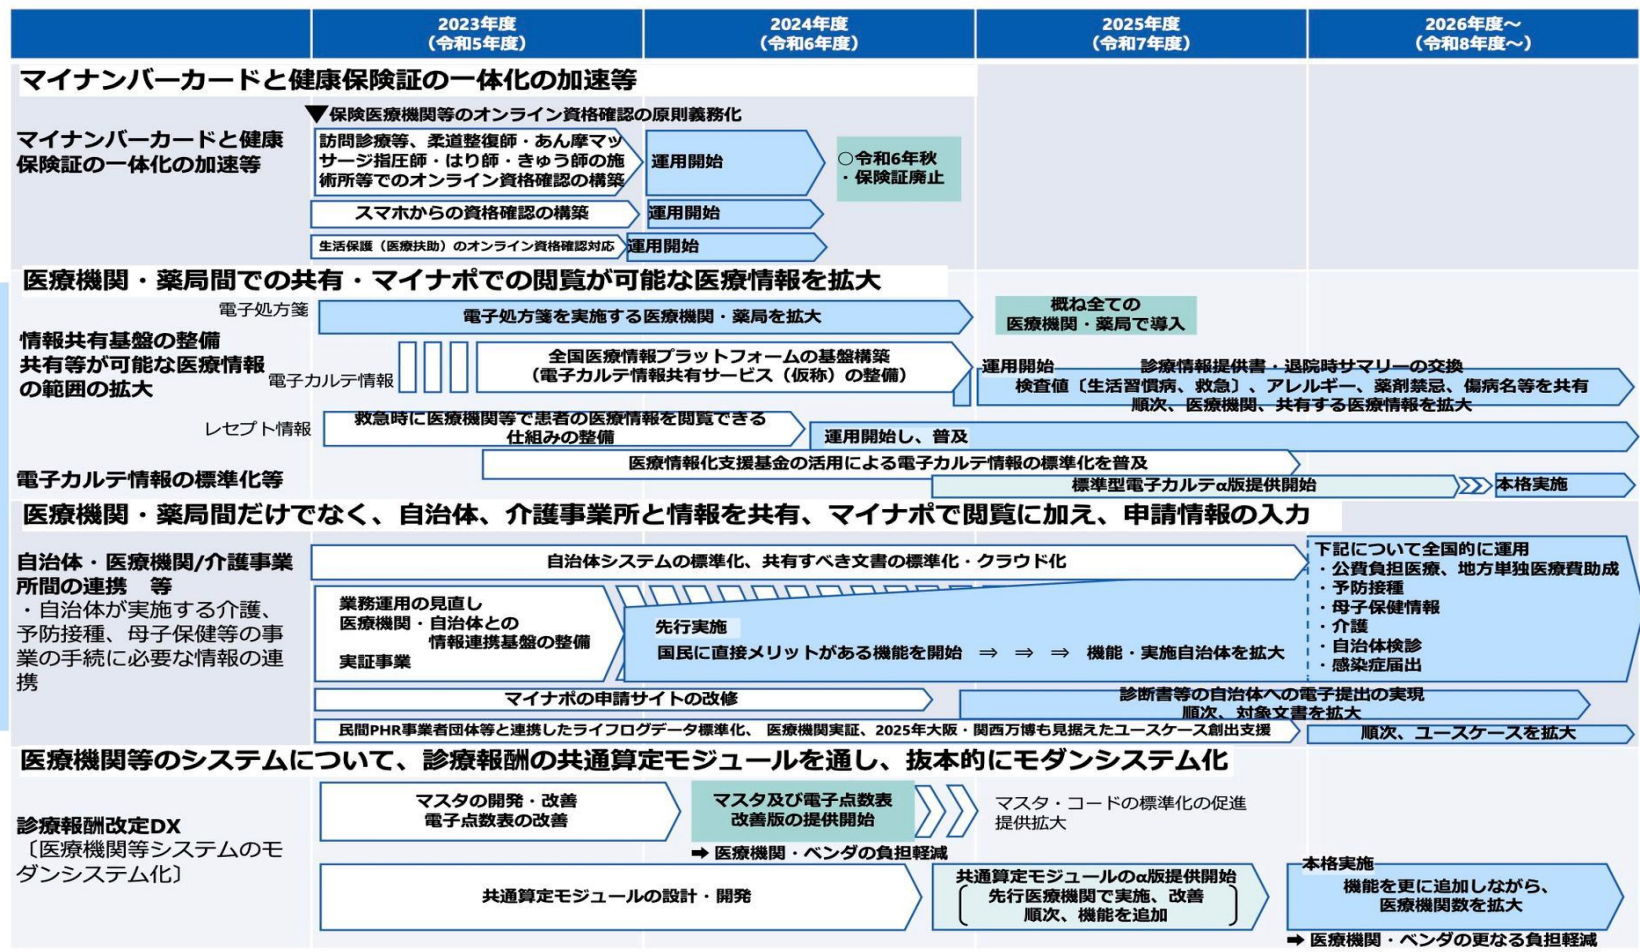 2023年度
（令和5年度）
2024年度
（令和6年度）
2025年度
（令和7年度）
2026年度～
（令和8年度～）
マイナンバーカードと健康保険証の一体化の加速等
マイナンバーカードと健康
保険証の一体化の加速等
▼保険医療機関等のオンライン資格確認の原則義務化
訪問診療等、柔道整復師・あん摩マッ
サージ指圧師・はり師・きゅう師の施
術所等でのオンライン資格確認の構築
運用開始
○令和6年秋
・保険証廃止
スマホからの資格確認の構築
運用開始
生活保護（医療扶助）のオンライン資格確認対応
運用開始
医療機関・薬局間での共有・マイナポでの閲覧が可能な医療情報を拡大
情報共有基盤の整備
共有等が可能な医療情報
の範囲の拡大
電子処方箋
電子処方箋を実施する医療機関・薬局を拡大
概ね全ての
医療機関・薬局で導入
電子カルテ情報
全国医療情報プラットフォームの基盤構築
（電子カルテ情報共有サービス（仮称）の整備）
運用開始
診療情報提供書・退院時サマリーの交換
検査値〔生活習慣病、救急〕、アレルギー、薬剤禁忌、傷病名等を共有
順次、医療機関、共有する医療情報を拡大
レセプト情報
救急時に医療機関等で患者の医療情報を閲覧できる
仕組みの整備
運用開始し、普及
電子カルテ情報の標準化等
医療情報化支援基金の活用による電子カルテ情報の標準化を普及
標準型電子カルテα版提供開始
本格実施
医療機関・薬局間だけでなく、自治体、介護事業所と情報を共有、マイナポで閲覧に加え、申請情報の入力
自治体・医療機関/介護事業
所間の連携　等
・自治体が実施する介護、
予防接種、母子保健等の事
業の手続に必要な情報の連
携
自治体システムの標準化、共有すべき文書の標準化・クラウド化
業務運用の見直し
医療機関・自治体との
情報連携基盤の整備
実証事業
先行実施
国民に直接メリットがある機能を開始　⇒　⇒　⇒　機能・実施自治体を拡大
下記について全国的に運用
・公費負担医療、地方単独医療費助成
・予防接種
・母子保健情報
・介護
・自治体検診
・感染症届出
マイナポの申請サイトの改修
診断書等の自治体への電子提出の実現
順次、対象文書を拡大
民間PHR事業者団体等と連携したライフログデータ標準化、医療機関実証、2025年大阪・関西万博も見据えたユースケース創出支援
順次、ユースケースを拡大
医療機関等のシステムについて、診療報酬の共通算定モジュールを通し、抜本的にモダンシステム化
診療報酬改定DX
〔医療機関等システムのモ
ダンシステム化〕
マスタの開発・改善
電子点数表の改善
マスタ及び電子点数表
改善版の提供開始
マスタ・コードの標準化の促進
提供拡大
➡ 医療機関・ベンダの負担軽減
共通算定モジュールの設計・開発
共通算定モジュールのα版提供開始
先行医療機関で実施、改善
順次、機能を追加
本格実施
機能を更に追加しながら、
医療機関数を拡大
➡ 医療機関・ベンダの更なる負担軽減